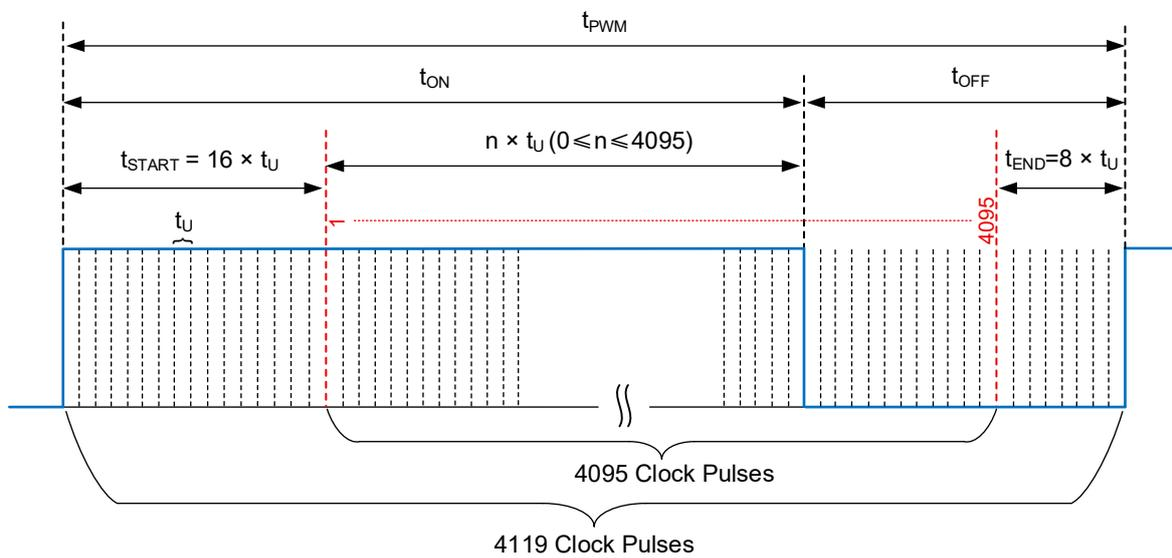 tPWM
tON
tOFF
n × tU (0⩽n⩽4095)
tSTART = 16 × tU
tEND=8 × tU
tU
1
4095
4095 Clock Pulses
4119 Clock Pulses